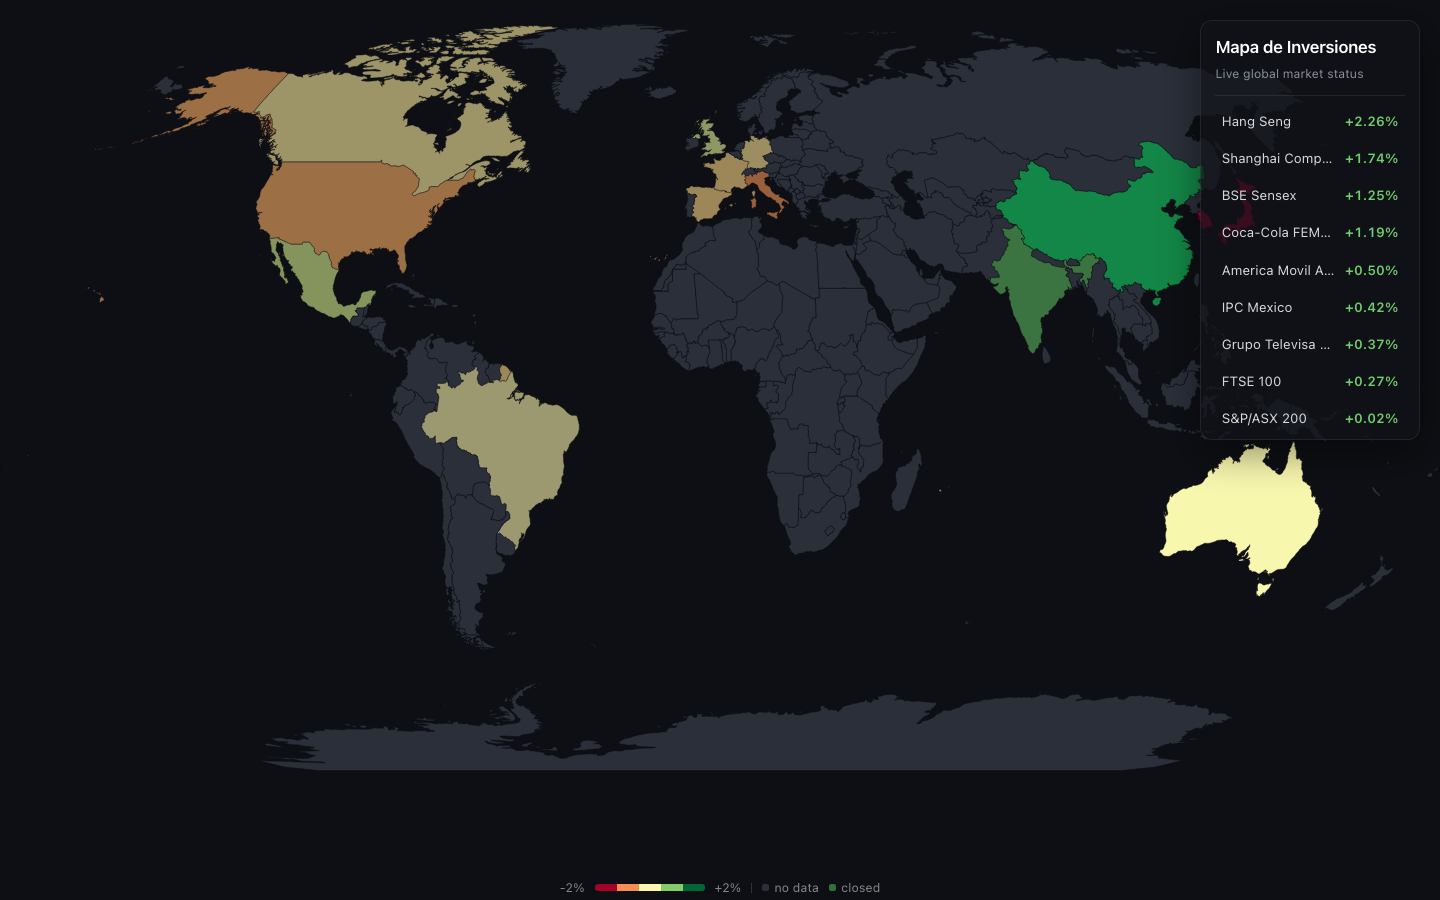 Mapa de Inversiones
Live global market status
Hang Seng +2.26%
Shanghai Comp... +1.74%
BSE Sensex +1.25%
Coca-Cola FEM... +1.19%
America Movil A... +0.50%
IPC Mexico +0.42%
Grupo Televisa ... +0.37%
FTSE 100 +0.27%
S&P/ASX 200 +0.02%
-2% +2% no data closed